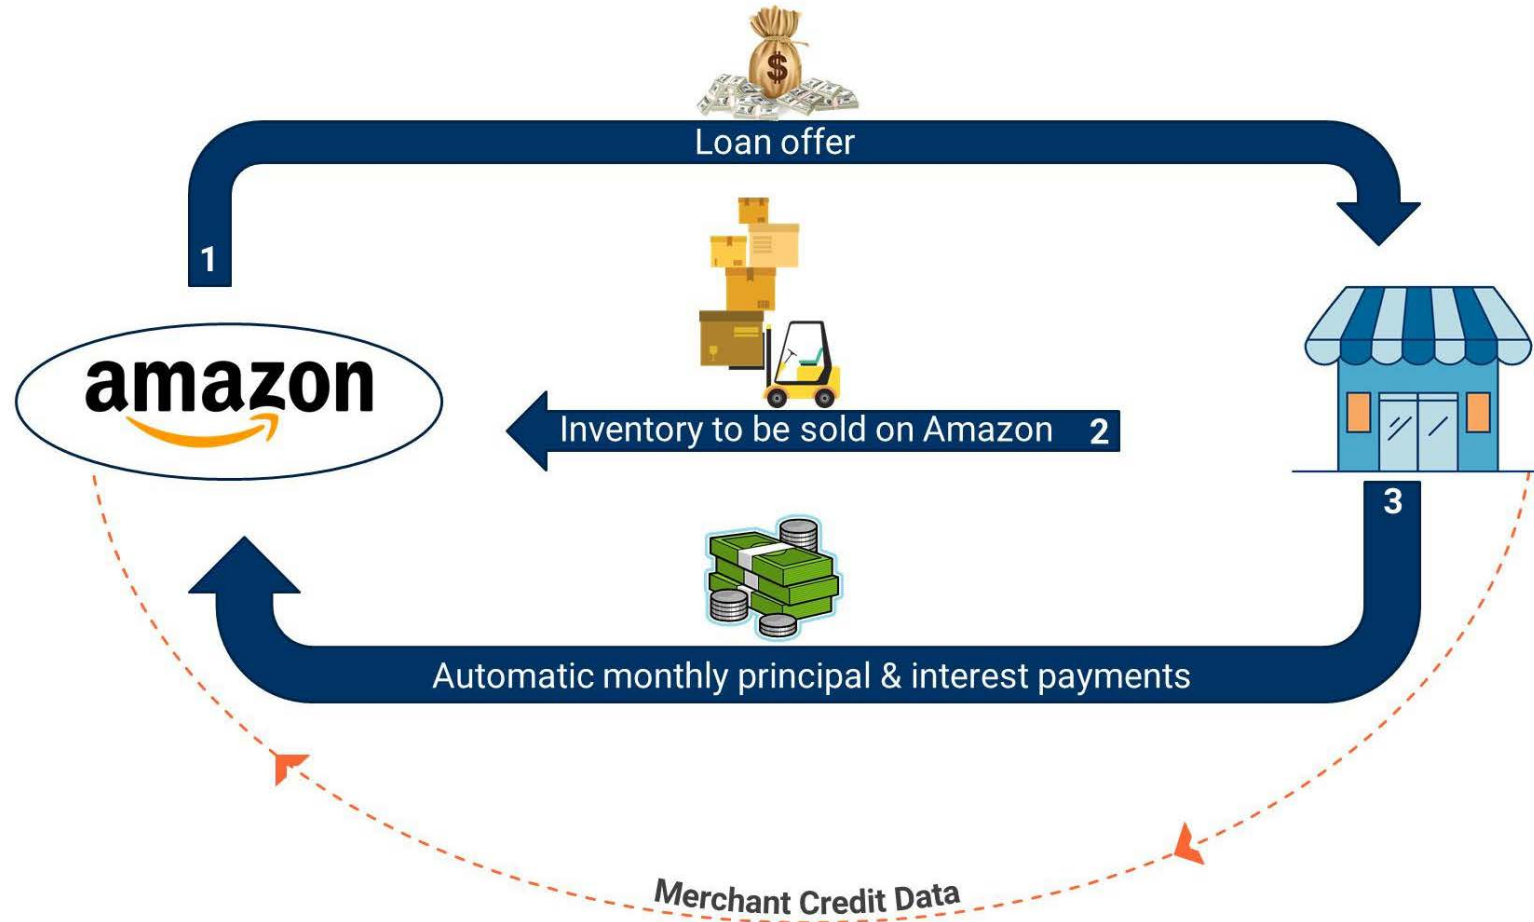 $
Loan offer
1
amazon
Inventory to be sold on Amazon 2
3
Automatic monthly principal & interest payments
Merchant Credit Data